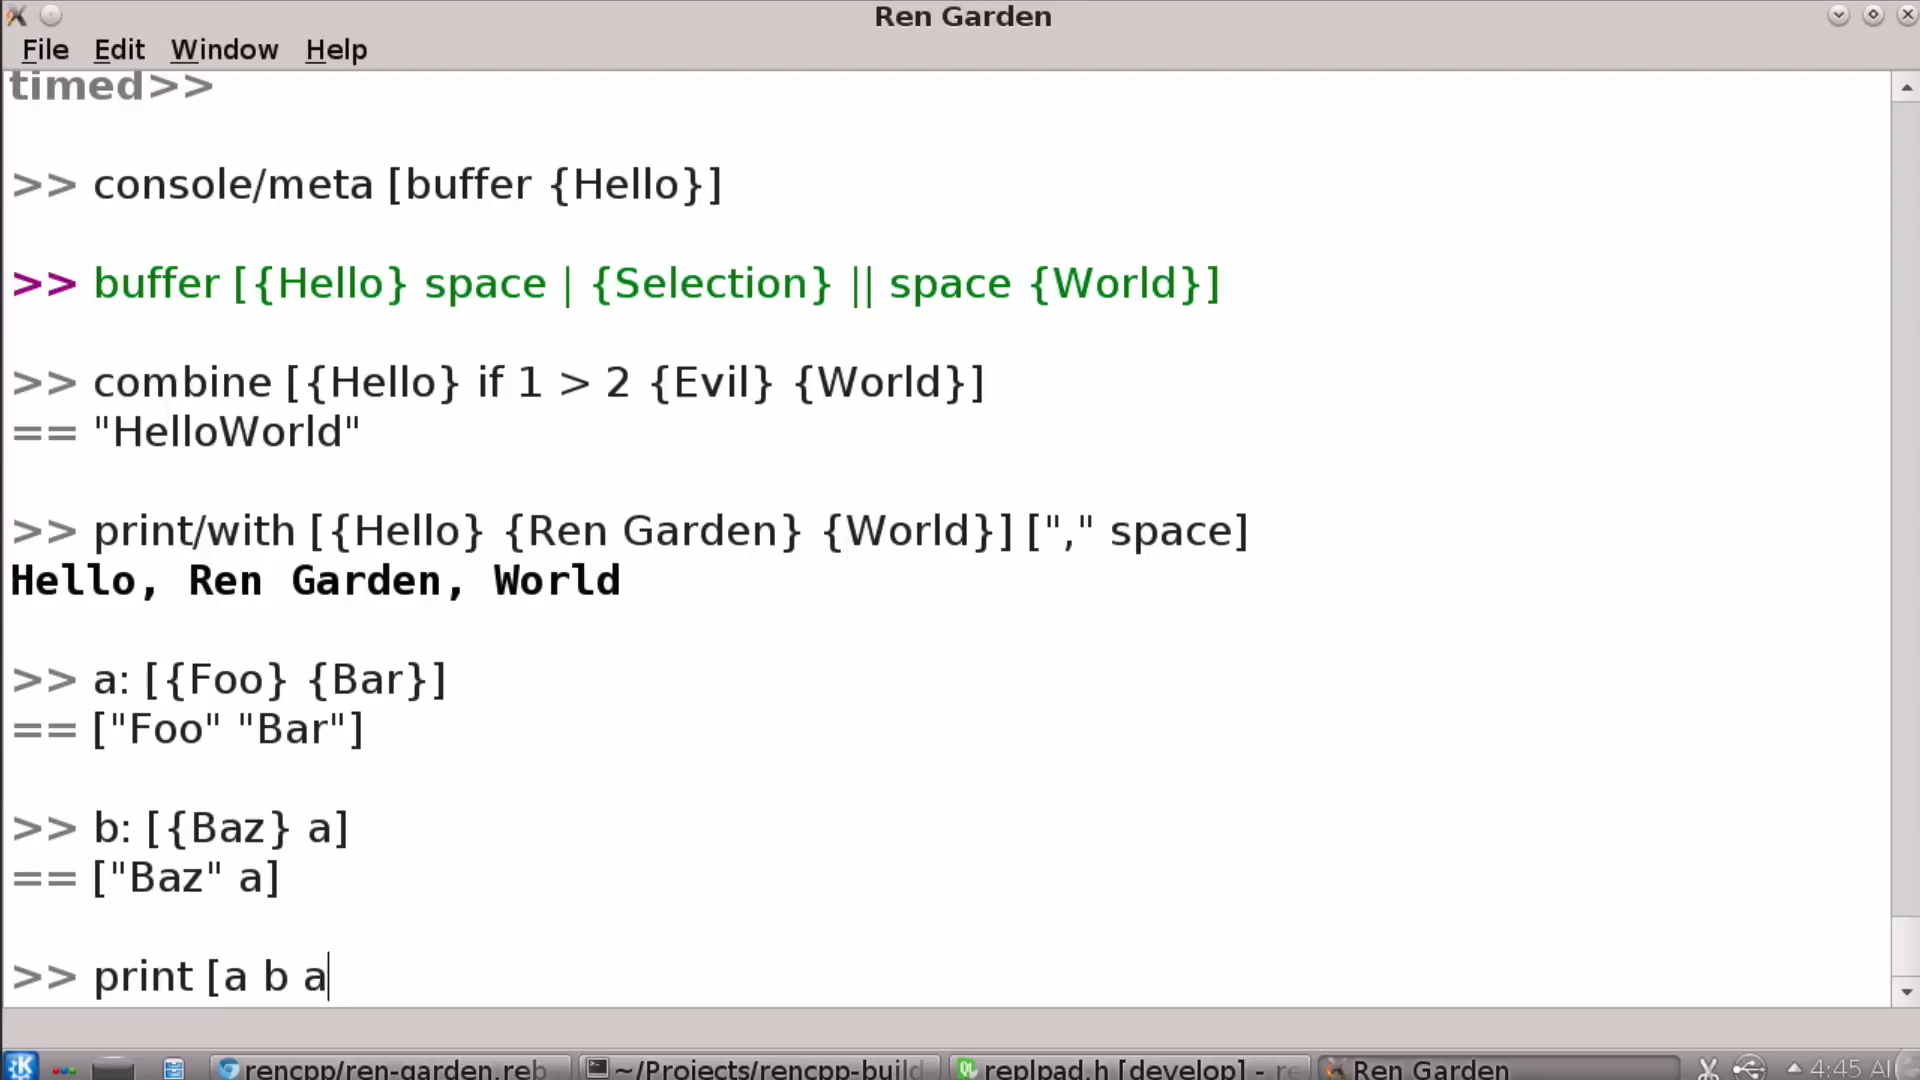 Ren Garden
File Edit Window Help
timed>>
>> console/meta [buffer {Hello}]
>> buffer [{Hello} space | {Selection} || space {World}]
>> combine [{Hello} if 1 > 2 {Evil} {World}]
== "HelloWorld"
>> print/with [{Hello} {Ren Garden} {World}] ["," space]
Hello, Ren Garden, World
>> a: [{Foo} {Bar}]
== ["Foo" "Bar"]
>> b: [{Baz} a]
== ["Baz" a]
>> print [a b a
rencpp/ren-garden.reb ~/Projects/rencpp-build replpad.h [develop] - re Ren Garden 4:45 A